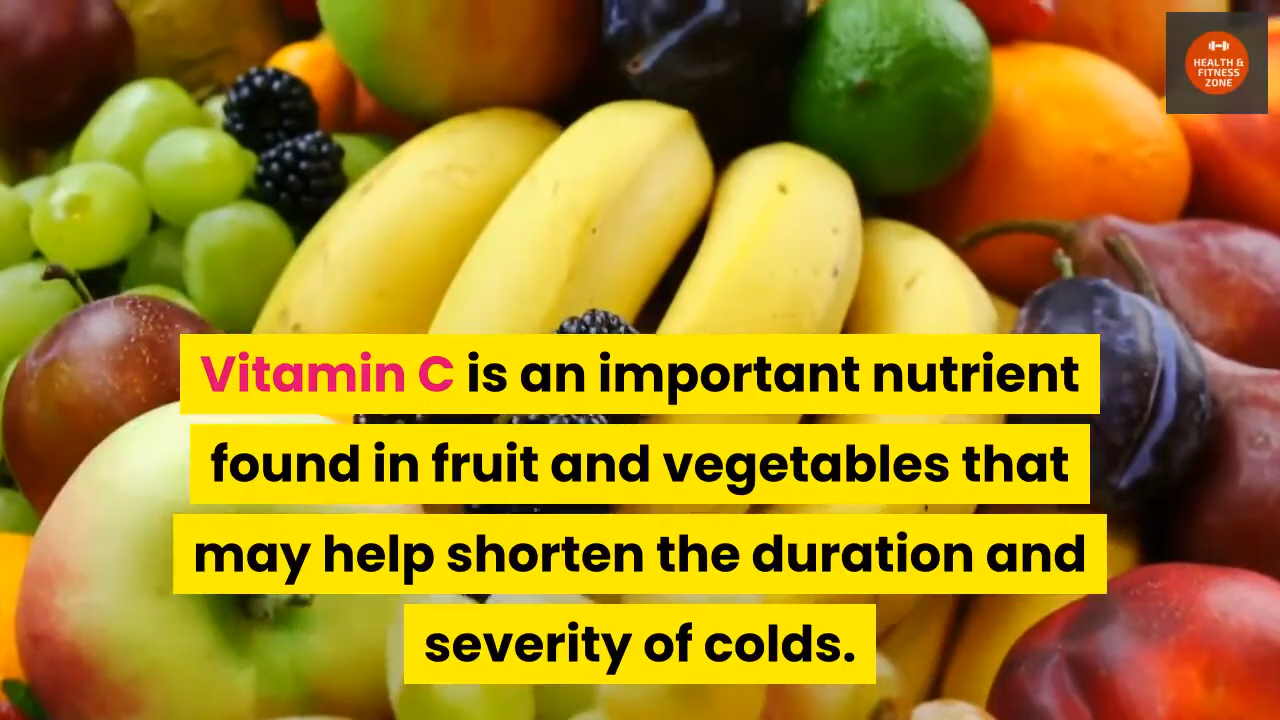 HEALTH &
FITNESS
ZONE
Vitamin C is an important nutrient
found in fruit and vegetables that
may help shorten the duration and
severity of colds.